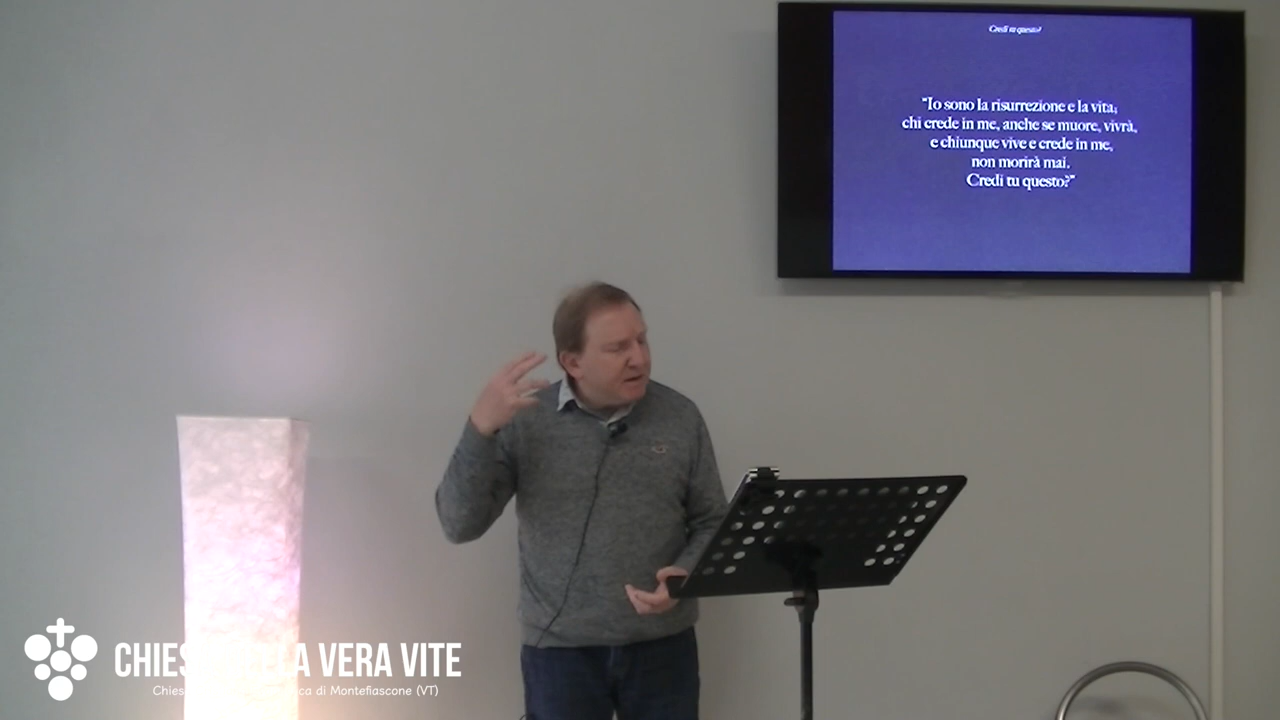 Credi tu questo?
"Io sono la risurrezione e la vita;
chi crede in me, anche se muore, vivrà,
e chiunque vive e crede in me,
non morirà mai.
Credi tu questo?"
VERA VITE
di Montefiascone (VT)